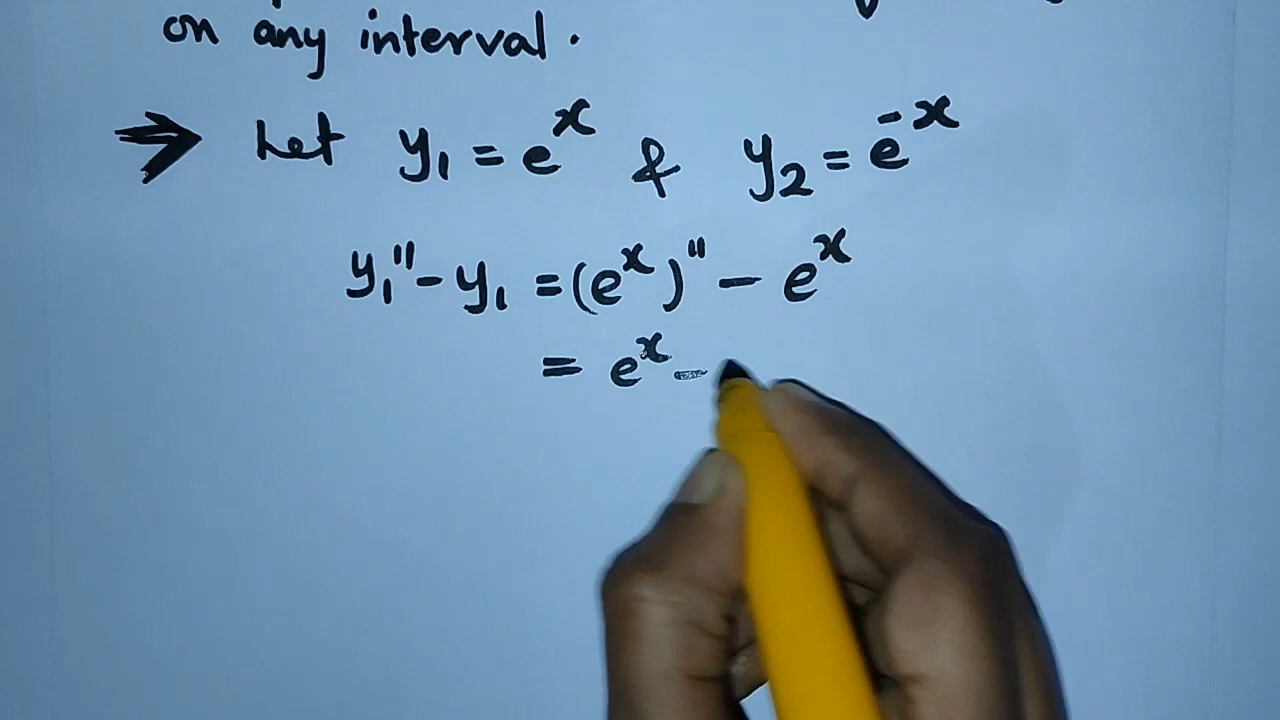 on any interval.
⇒ Let y₁ = eˣ & y₂ = e⁻ˣ
y₁'' - y₁ = (eˣ)'' - eˣ
= eˣ -